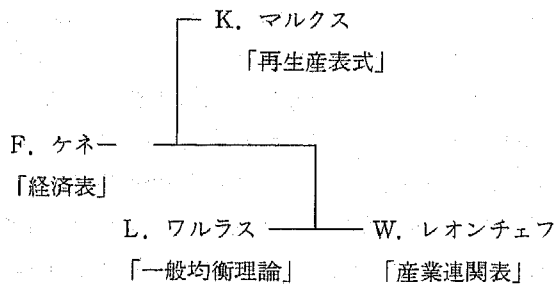 K. マルクス
「再生産表式」
F. ケネー
「経済表」
L. ワルラス
W. レオンチェフ
「一般均衡理論」
「産業連関表」